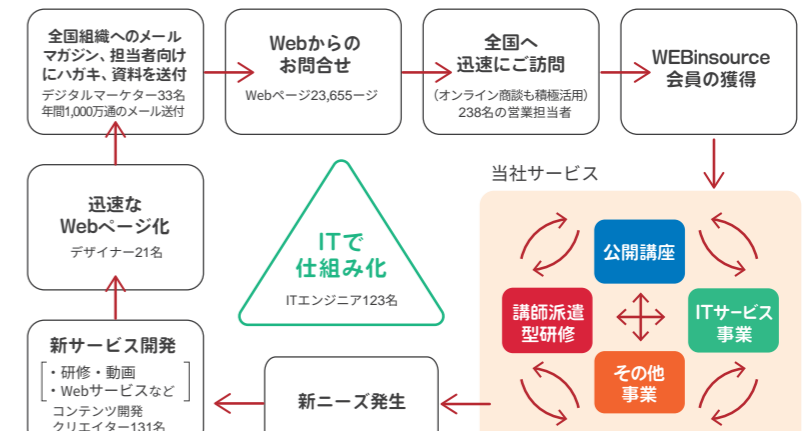 全国組織へのメール
マガジン、担当者向け
にハガキ、資料を送付
デジタルマーケター33名
年間1,000万通のメール送付
Webからの
お問合せ
Webページ23,655ージ
全国へ
迅速にご訪問
（オンライン商談も積極活用）
238名の営業担当者
WEBinsource
会員の獲得
当社サービス
公開講座
講師派遣
型研修
ITサービス
事業
その他
事業
新ニーズ発生
新サービス開発
・研修・動画
・Webサービスなど
コンテンツ開発
クリエイター131名
迅速な
Webページ化
デザイナー21名
ITで
仕組み化
ITエンジニア123名